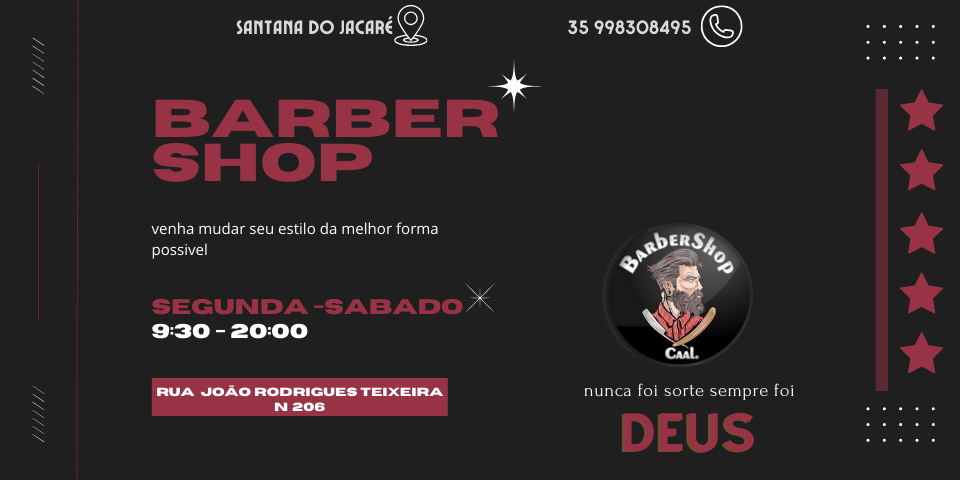 SANTANA DO JACARÉ
35 998308495
BARBER
SHOP
venha mudar seu estilo da melhor forma
possivel
SEGUNDA -SABADO
9:30 - 20:00
RUA JOÃO RODRIGUES TEIXEIRA
N 206
BARBERSHOP
CAAL.
nunca foi sorte sempre foi
DEUS